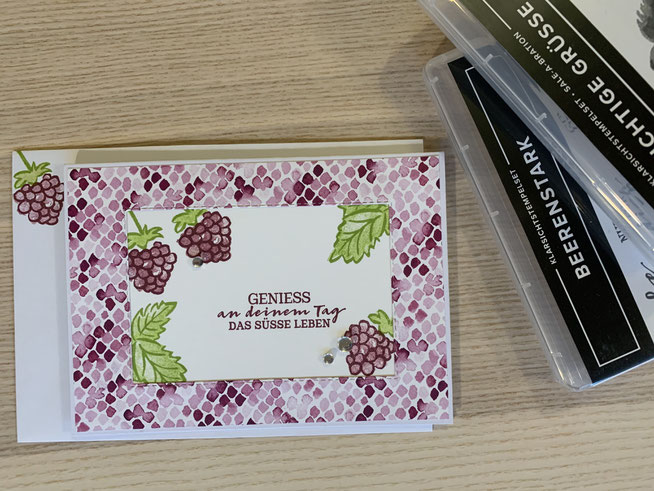 GENIESS
an deinem Tag
DAS SÜSSE LEBEN
BEERENSTARK
KLARSICHTSTEMPELSET
CHTIGE GRÜSSE
KLARSICHTSTEMPELSET • SALE-A-BRATION